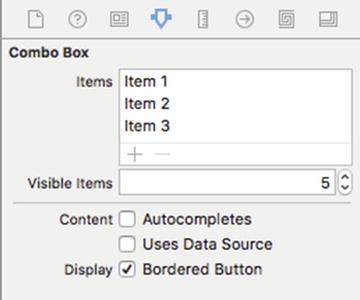 Combo Box
Items
Item 1
Item 2
Item 3
Visible Items 5
Content Autocompletes
Uses Data Source
Display Bordered Button